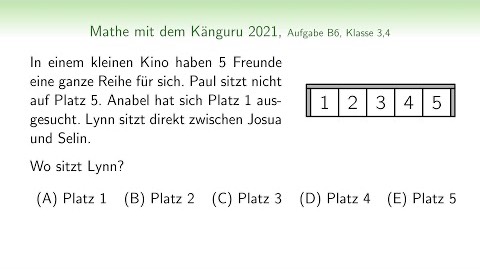 Mathe mit dem Känguru 2021, Aufgabe B6, Klasse 3,4
In einem kleinen Kino haben 5 Freunde
eine ganze Reihe für sich. Paul sitzt nicht
auf Platz 5. Anabel hat sich Platz 1 aus-
gesucht. Lynn sitzt direkt zwischen Josua
und Selin.
1 2 3 4 5
Wo sitzt Lynn?
(A) Platz 1 (B) Platz 2 (C) Platz 3 (D) Platz 4 (E) Platz 5